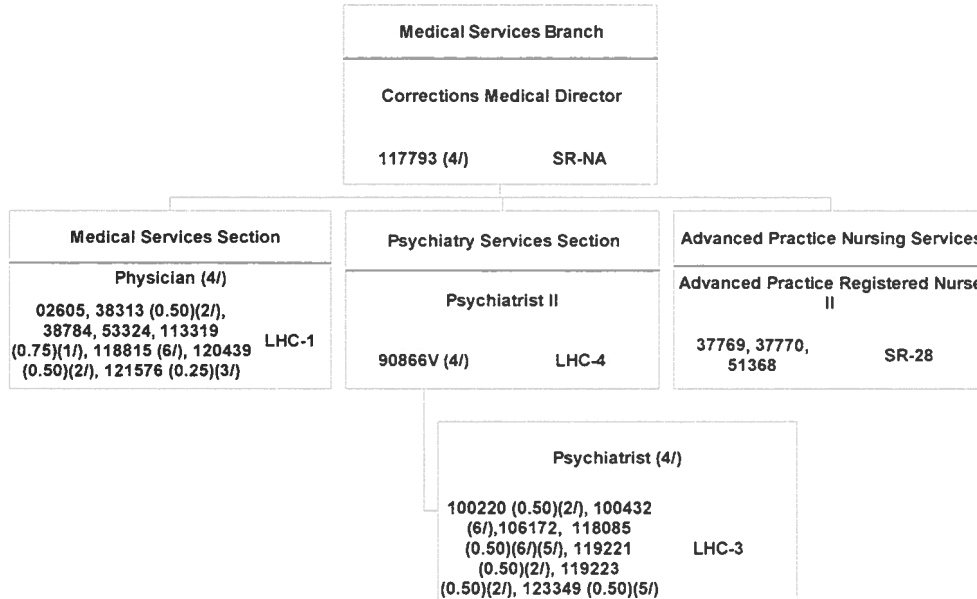 Medical Services Branch
Corrections Medical Director
117793 (4/) SR-NA
Medical Services Section
Physician (4/)
02605, 38313 (0.50)(2/),
38784, 53324, 113319
(0.75)(1/), 118815 (6/), 120439
(0.50)(2/), 121576 (0.25)(3/)
LHC-1
Psychiatry Services Section
Psychiatrist II
90866V (4/) LHC-4
Advanced Practice Nursing Services
Advanced Practice Registered Nurse
II
37769, 37770,
51368
SR-28
Psychiatrist (4/)
100220 (0.50)(2/), 100432
(6/),106172, 118085
(0.50)(6/)(5/), 119221
(0.50)(2/), 119223
(0.50)(2/), 123349 (0.50)(5/)
LHC-3